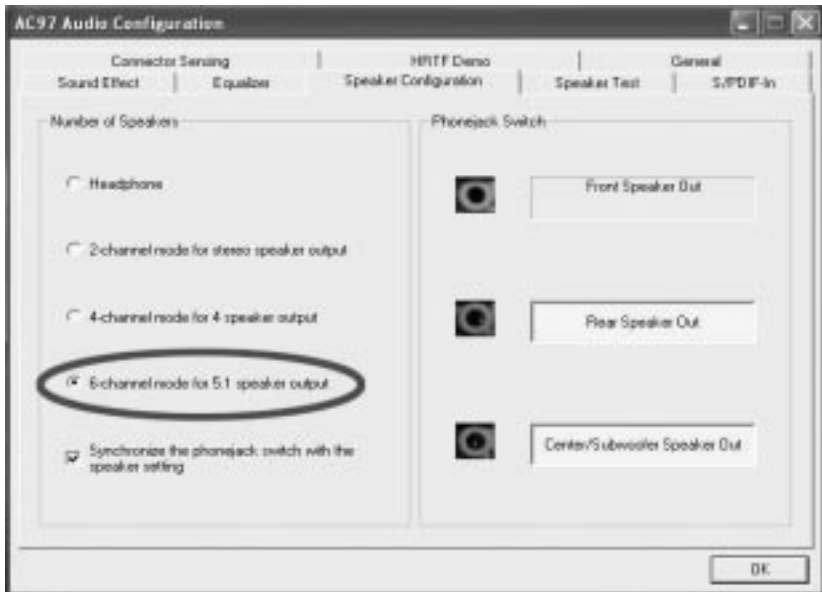 AC97 Audio Configuration
Connector Sensing
HRTF Demo
General
Sound Effect
Equalizer
Speaker Configuration
Speaker Test
S/PDIF-In
Number of Speakers
Headphone
2-channel mode for stereo speaker output
4-channel mode for 4 speaker output
6-channel mode for 5.1 speaker output
Synchronize the phonejack switch with the
speaker setting
Phonejack Switch
Front Speaker Out
Rear Speaker Out
Center/Subwoofer Speaker Out
OK